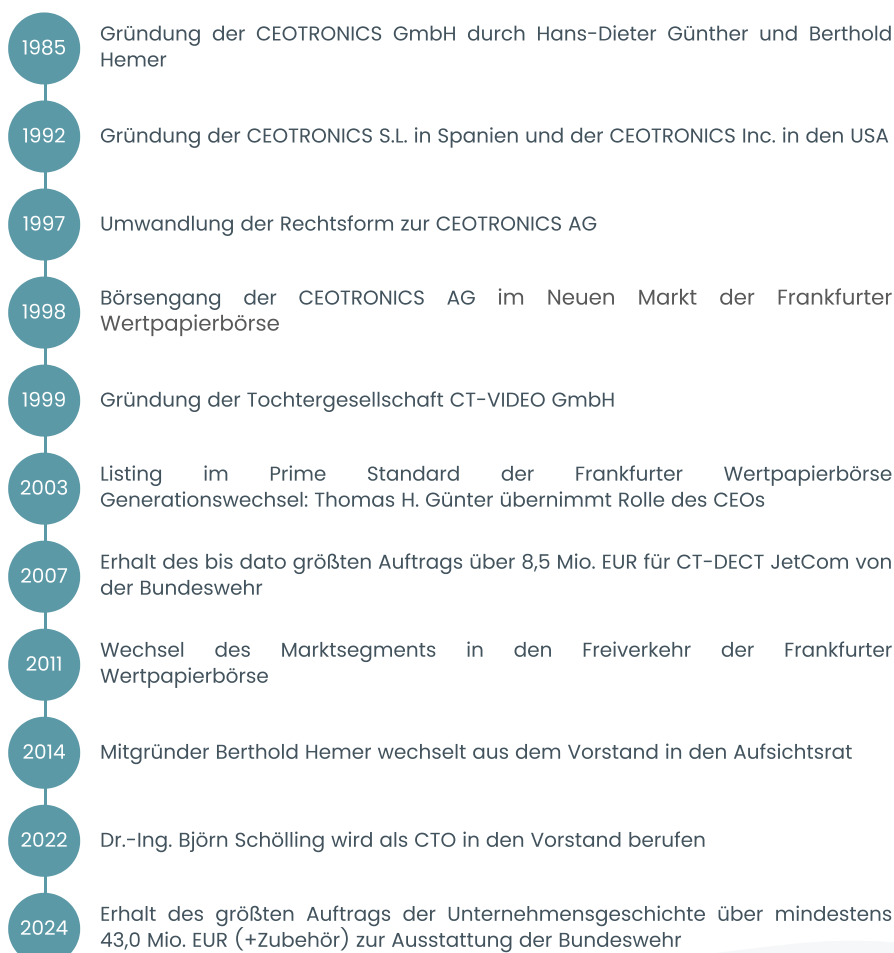 1985
Gründung der CEOTRONICS GmbH durch Hans-Dieter Günther und Berthold
Hemer
1992
Gründung der CEOTRONICS S.L. in Spanien und der CEOTRONICS Inc. in den USA
1997
Umwandlung der Rechtsform zur CEOTRONICS AG
1998
Börsengang der CEOTRONICS AG im Neuen Markt der Frankfurter
Wertpapierbörse
1999
Gründung der Tochtergesellschaft CT-VIDEO GmbH
2003
Listing im Prime Standard der Frankfurter Wertpapierbörse
Generationswechsel: Thomas H. Günter übernimmt Rolle des CEOs
2007
Erhalt des bis dato größten Auftrags über 8,5 Mio. EUR für CT-DECT JetCom von
der Bundeswehr
2011
Wechsel des Marktsegments in den Freiverkehr der Frankfurter
Wertpapierbörse
2014
Mitgründer Berthold Hemer wechselt aus dem Vorstand in den Aufsichtsrat
2022
Dr.-Ing. Björn Schölling wird als CTO in den Vorstand berufen
2024
Erhalt des größten Auftrags der Unternehmensgeschichte über mindestens
43,0 Mio. EUR (+Zubehör) zur Ausstattung der Bundeswehr